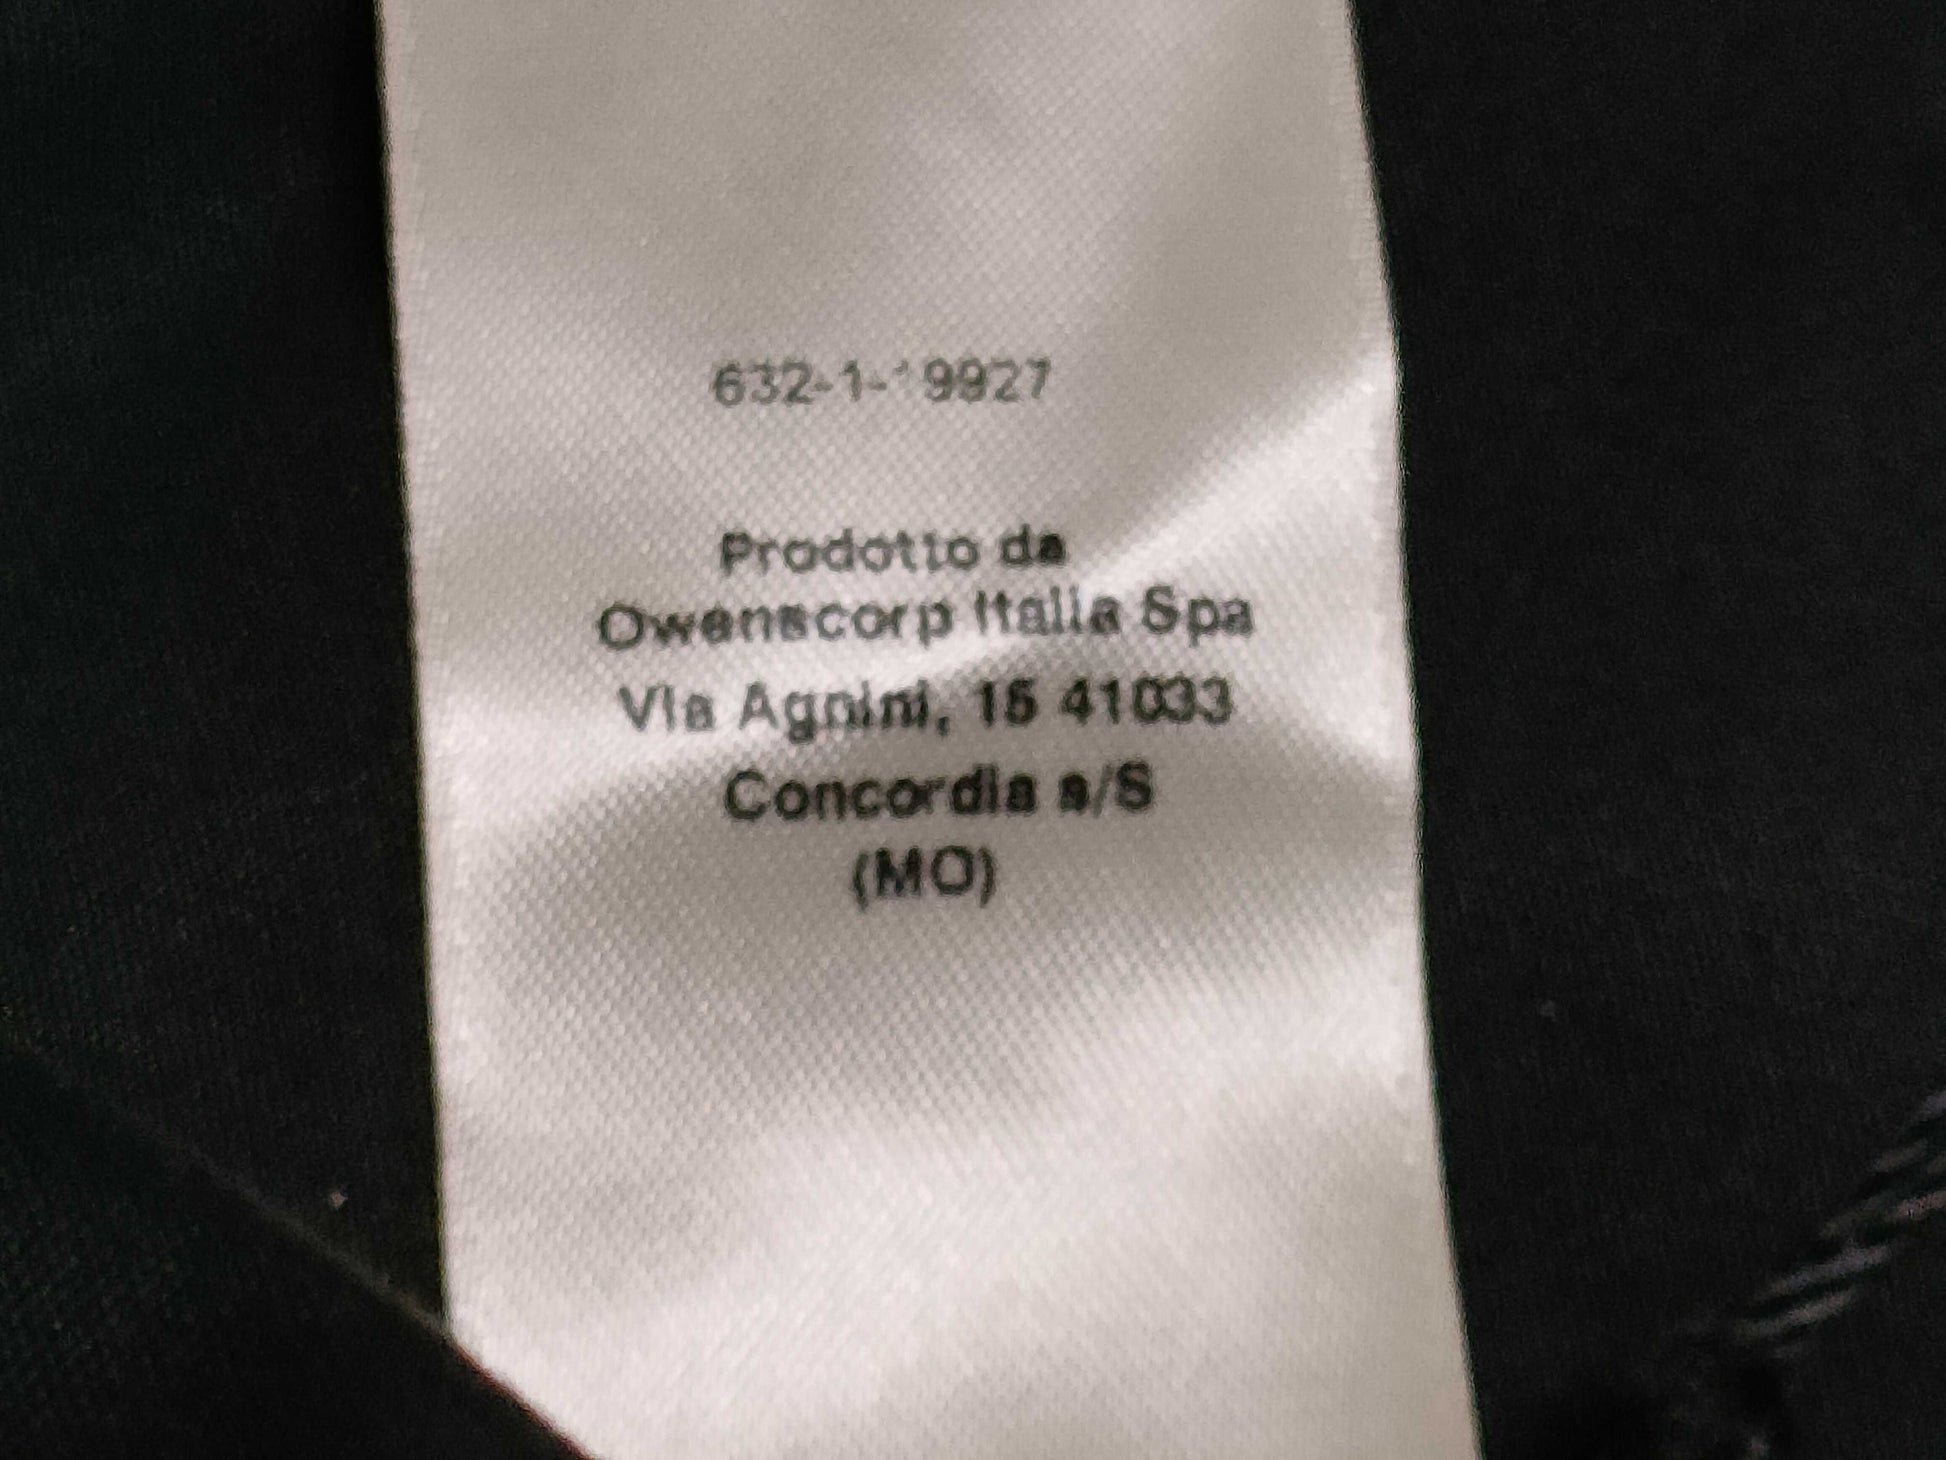 632-1-19927
Prodotto da
Owenscorp Italia Spa
Via Agnini, 15 41033
Concordia s/S
(MO)